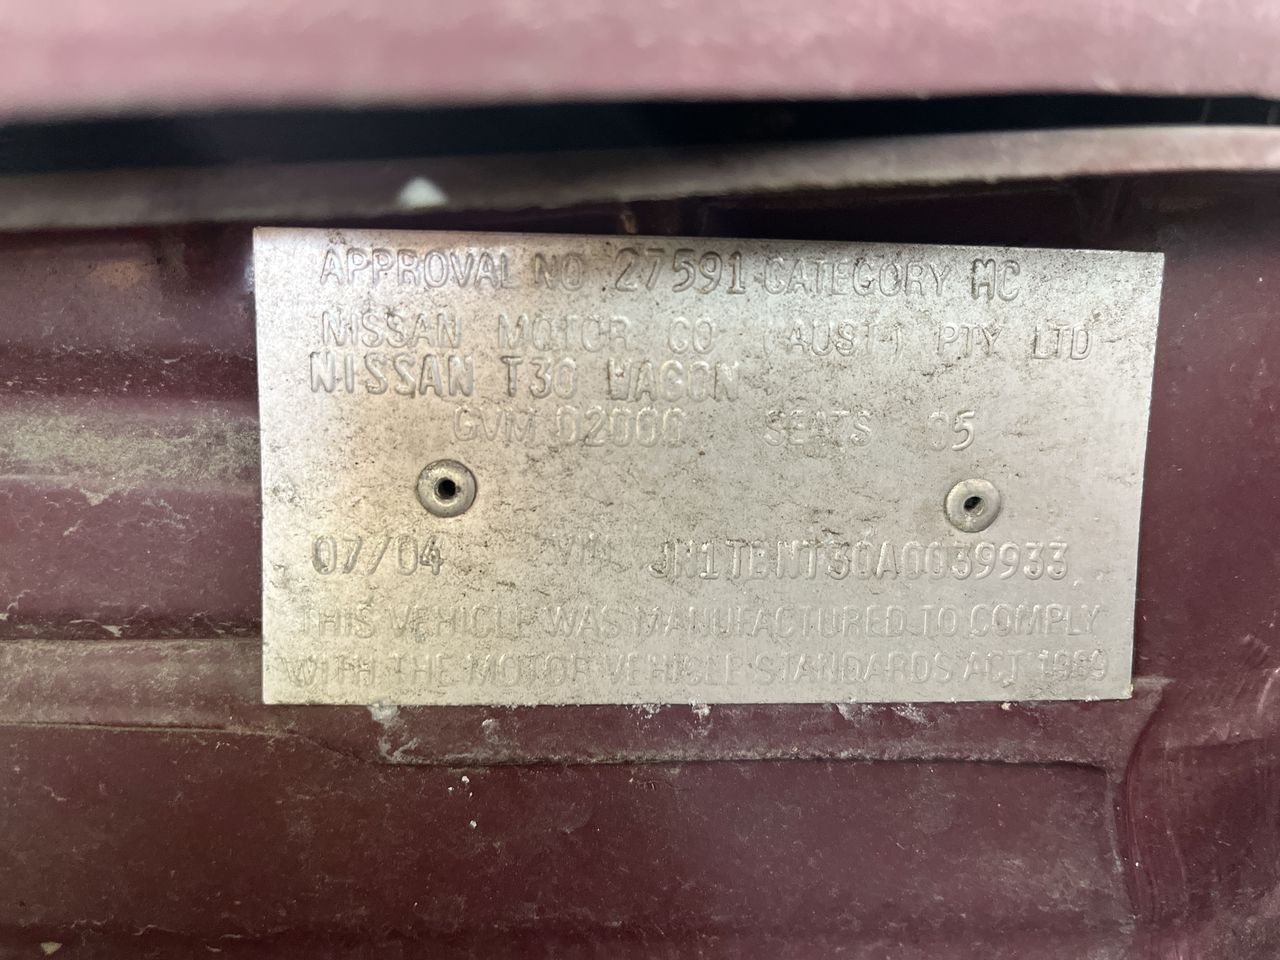 APPROVAL NO 27591 CATEGORY MC
NISSAN MOTOR CO (AUST) PTY LTD
NISSAN T30 WAGON
GVM 02000 SEATS 05
07/04 VIN JN1TBNT30A0039933
THIS VEHICLE WAS MANUFACTURED TO COMPLY
WITH THE MOTOR VEHICLE STANDARDS ACT 1989